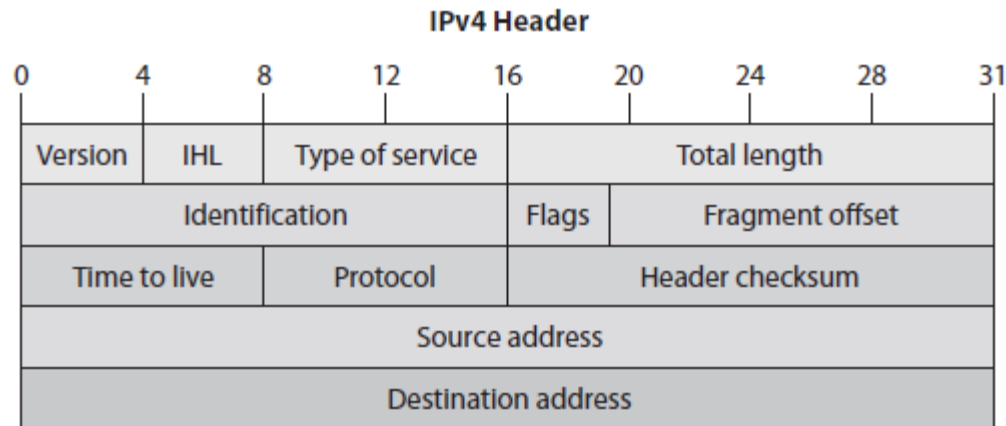 IPv4 Header
0 4 8 12 16 20 24 28 31
Version IHL Type of service Total length
Identification Flags Fragment offset
Time to live Protocol Header checksum
Source address
Destination address